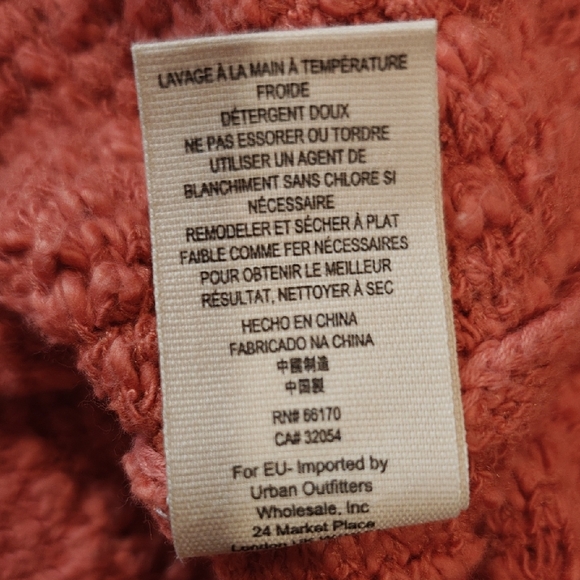 LAVAGE À LA MAIN À TEMPÉRATURE
FROIDE
DÉTERGENT DOUX
NE PAS ESSORER OU TORDRE
UTILISER UN AGENT DE
BLANCHIMENT SANS CHLORE SI
NÉCESSAIRE
REMODELER ET SÉCHER À PLAT
FAIBLE COMME FER NÉCESSAIRES
POUR OBTENIR LE MEILLEUR
RÉSULTAT, NETTOYER À SEC
HECHO EN CHINA
FABRICADO NA CHINA
中國制造
中国製
RN# 66170
CA# 32054
For EU- Imported by
Urban Outfitters
Wholesale, Inc
24 Market Place
London